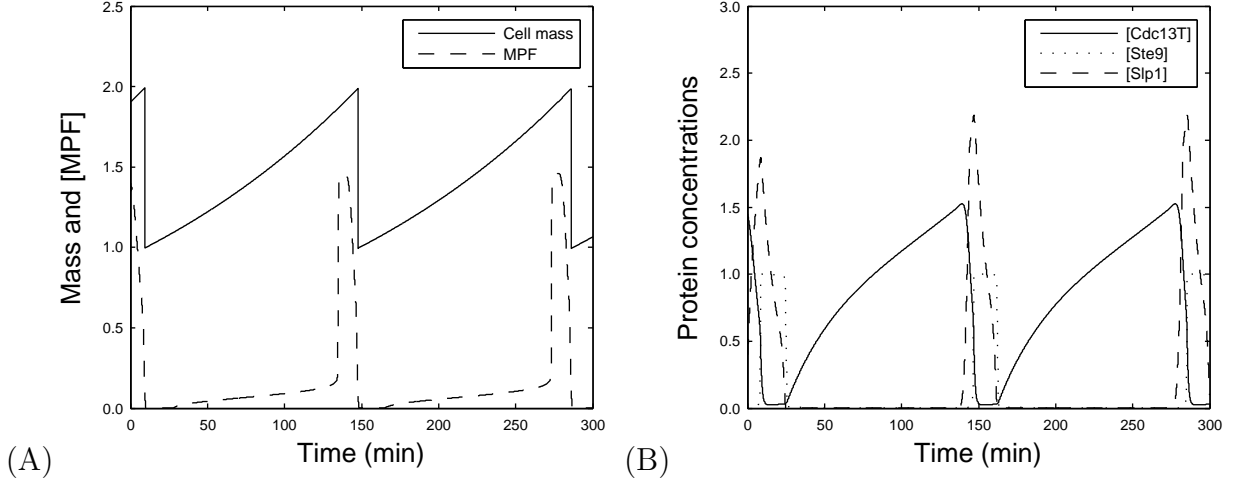 2.5
2.0
1.5
1.0
0.5
0.0
Mass and [MPF]
Cell mass
MPF
0 50 100 150 200 250 300
Time (min)
(A)
3.0
2.5
2.0
1.5
1.0
0.5
0.0
Protein concentrations
[Cdc13T]
[Ste9]
[Slp1]
0 50 100 150 200 250 300
Time (min)
(B)